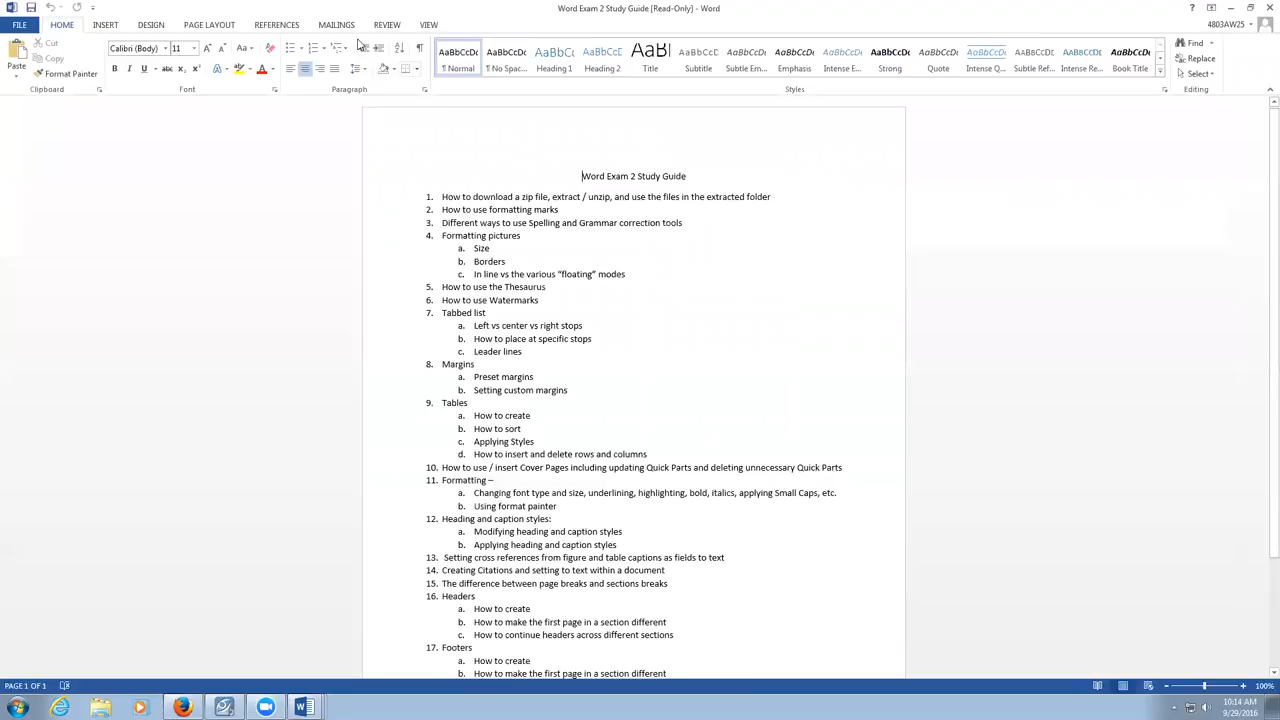 Word Exam 2 Study Guide [Read-Only] - Word
FILE HOME INSERT DESIGN PAGE LAYOUT REFERENCES MAILINGS REVIEW VIEW 4803AW25
Cut
Copy
Format Painter
Paste
Clipboard
Calibri (Body) 11
Font
Paragraph
AaBbCcDc AaBbCcDc AaBbCc AaBbCcE AaBl AaBbCcC AaBbCcDc AaBbCcDc AaBbCcDc AaBbCcDc AaBbCcDc AaBbCcDc AaBbCcDc AaBbCcDc AaBbCcDc
¶ Normal ¶ No Spac... Heading 1 Heading 2 Title Subtitle Subtle Em... Emphasis Intense E... Strong Quote Intense Q... Subtle Ref... Intense Re... Book Title
Styles
Find
Replace
Select
Editing
Word Exam 2 Study Guide
1. How to download a zip file, extract / unzip, and use the files in the extracted folder
2. How to use formatting marks
3. Different ways to use Spelling and Grammar correction tools
4. Formatting pictures
a. Size
b. Borders
c. In line vs the various “floating” modes
5. How to use the Thesaurus
6. How to use Watermarks
7. Tabbed list
a. Left vs center vs right stops
b. How to place at specific stops
c. Leader lines
8. Margins
a. Preset margins
b. Setting custom margins
9. Tables
a. How to create
b. How to sort
c. Applying Styles
d. How to insert and delete rows and columns
10. How to use / insert Cover Pages including updating Quick Parts and deleting unnecessary Quick Parts
11. Formatting –
a. Changing font type and size, underlining, highlighting, bold, italics, applying Small Caps, etc.
b. Using format painter
12. Heading and caption styles:
a. Modifying heading and caption styles
b. Applying heading and caption styles
13. Setting cross references from figure and table captions as fields to text
14. Creating Citations and setting to text within a document
15. The difference between page breaks and sections breaks
16. Headers
a. How to create
b. How to make the first page in a section different
c. How to continue headers across different sections
17. Footers
a. How to create
b. How to make the first page in a section different
PAGE 1 OF 1
100%
10:14 AM
9/29/2016